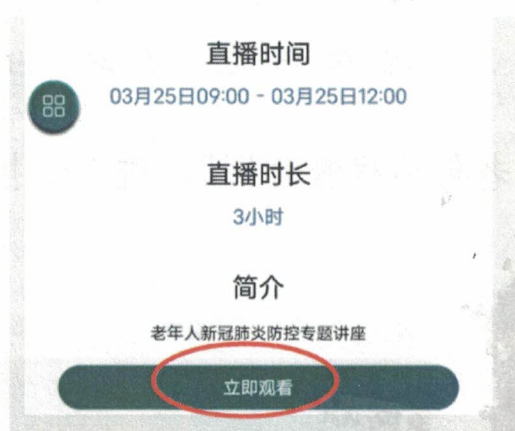 直播时间
03月25日09:00 - 03月25日12:00
直播时长
3小时
简介
老年人新冠肺炎防控专题讲座
立即观看